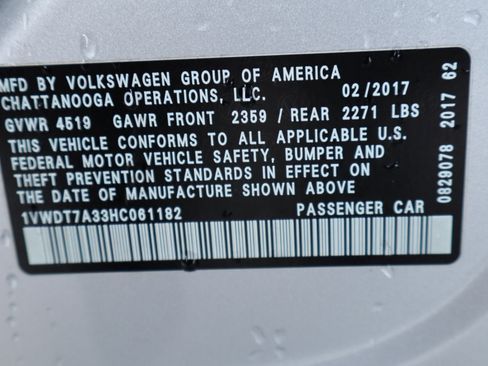 MFD BY VOLKSWAGEN GROUP OF AMERICA
CHATTANOOGA OPERATIONS, LLC. 02/2017
GVWR 4519 GAWR FRONT 2359 / REAR 2271 LBS
THIS VEHICLE CONFORMS TO ALL APPLICABLE U.S.
FEDERAL MOTOR VEHICLE SAFETY, BUMPER AND
THEFT PREVENTION STANDARDS IN EFFECT ON
THE DATE OF MANUFACTURE SHOWN ABOVE.
1VWDT7A33HC061182 PASSENGER CAR
0829078 2017 62